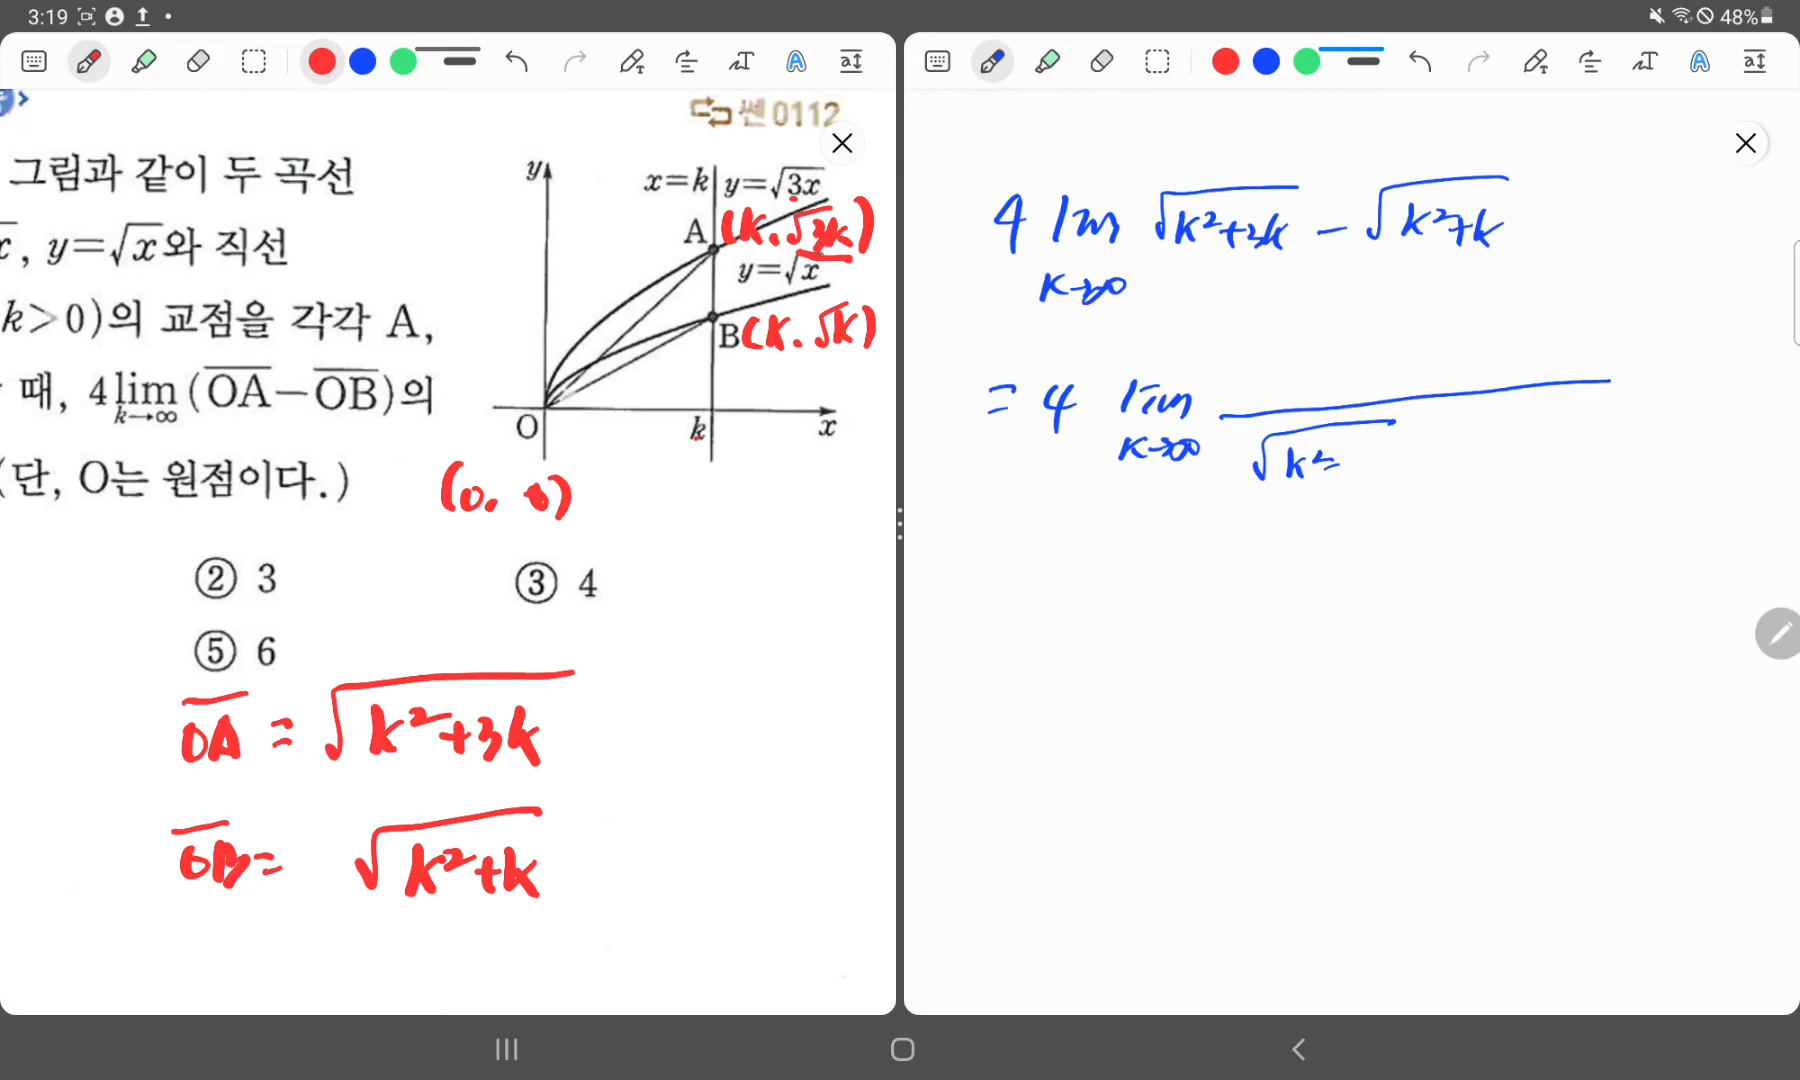 3:19
48%
쎈 0112
그림과 같이 두 곡선
x, y=√x와 직선
k>0)의 교점을 각각 A,
때, 4 lim (OA−OB)의
k→∞
(단, O는 원점이다.)
② 3
③ 4
⑤ 6
y
x=k
y=√3x
A
(k, √3k)
y=√x
B
(k, √k)
O
k
x
(0, 0)
OA = √k²+3k
OB = √k²+k
4 lim √k²+3k − √k²+k
k→∞
= 4 lim
k→∞
√k²